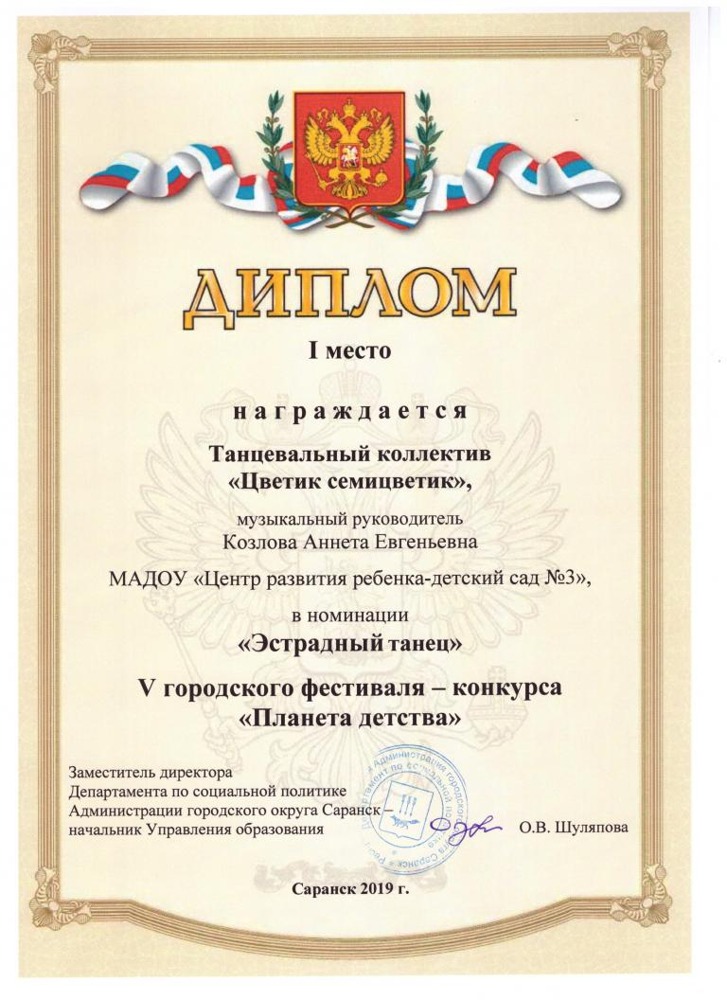 ДИПЛОМ
I место
награждается
Танцевальный коллектив
«Цветик семицветик»,
музыкальный руководитель
Козлова Аннета Евгеньевна
МАДОУ «Центр развития ребенка-детский сад №3»,
в номинации
«Эстрадный танец»
V городского фестиваля – конкурса
«Планета детства»
Заместитель директора
Департамента по социальной политике
Администрации городского округа Саранск –
начальник Управления образования О.В. Шуляпова
Администрация городского
Департамент по социальной
Саранск 2019 г.